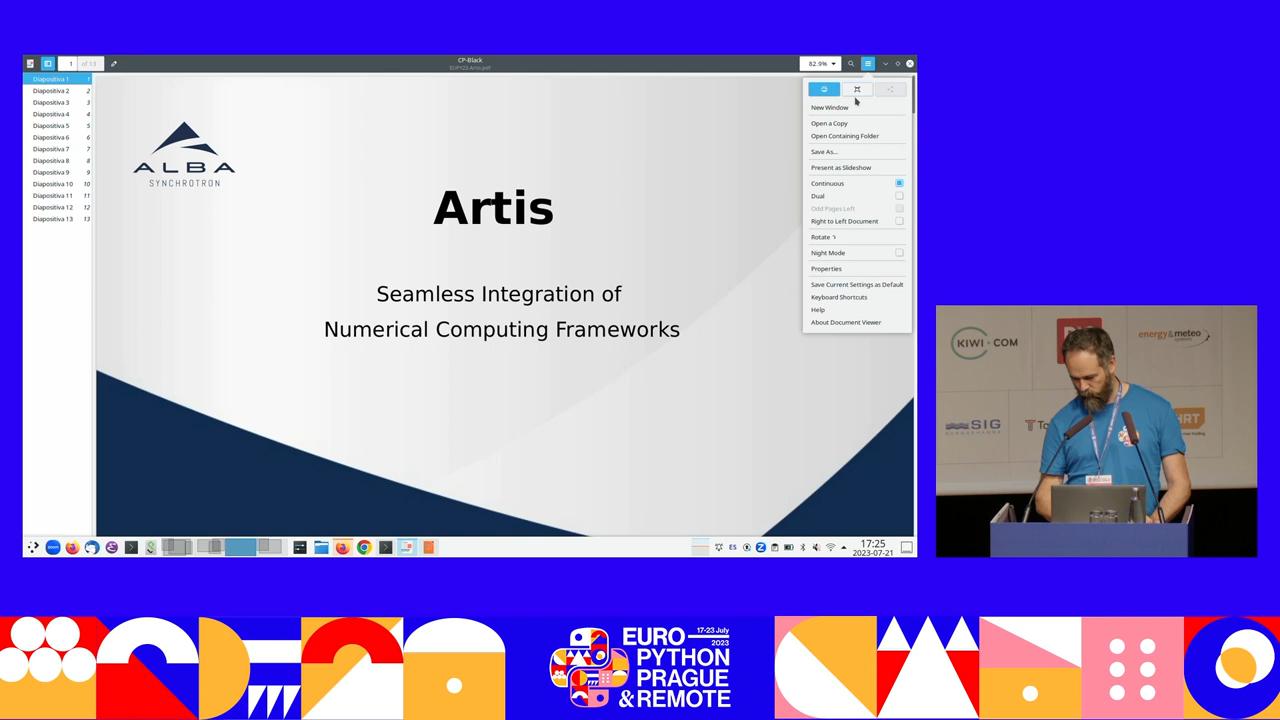 1
of 13
CP-Black
EUPY23-Artis.pdf
82.9%
Diapositiva 1 1
Diapositiva 2 2
Diapositiva 3 3
Diapositiva 4 4
Diapositiva 5 5
Diapositiva 6 6
Diapositiva 7 7
Diapositiva 8 8
Diapositiva 9 9
Diapositiva 10 10
Diapositiva 11 11
Diapositiva 12 12
Diapositiva 13 13
ALBA
SYNCHROTRON
Artis
Seamless Integration of
Numerical Computing Frameworks
New Window
Open a Copy
Open Containing Folder
Save As...
Present as Slideshow
Continuous
Dual
Odd Pages Left
Right to Left Document
Rotate
Night Mode
Properties
Save Current Settings as Default
Keyboard Shortcuts
Help
About Document Viewer
zoom
ES
17:25
2023-07-21
KIWI·COM
energy & meteo
systems
SIG
EURO
17-23 July
2023
PYTHON
PRAGUE
& REMOTE